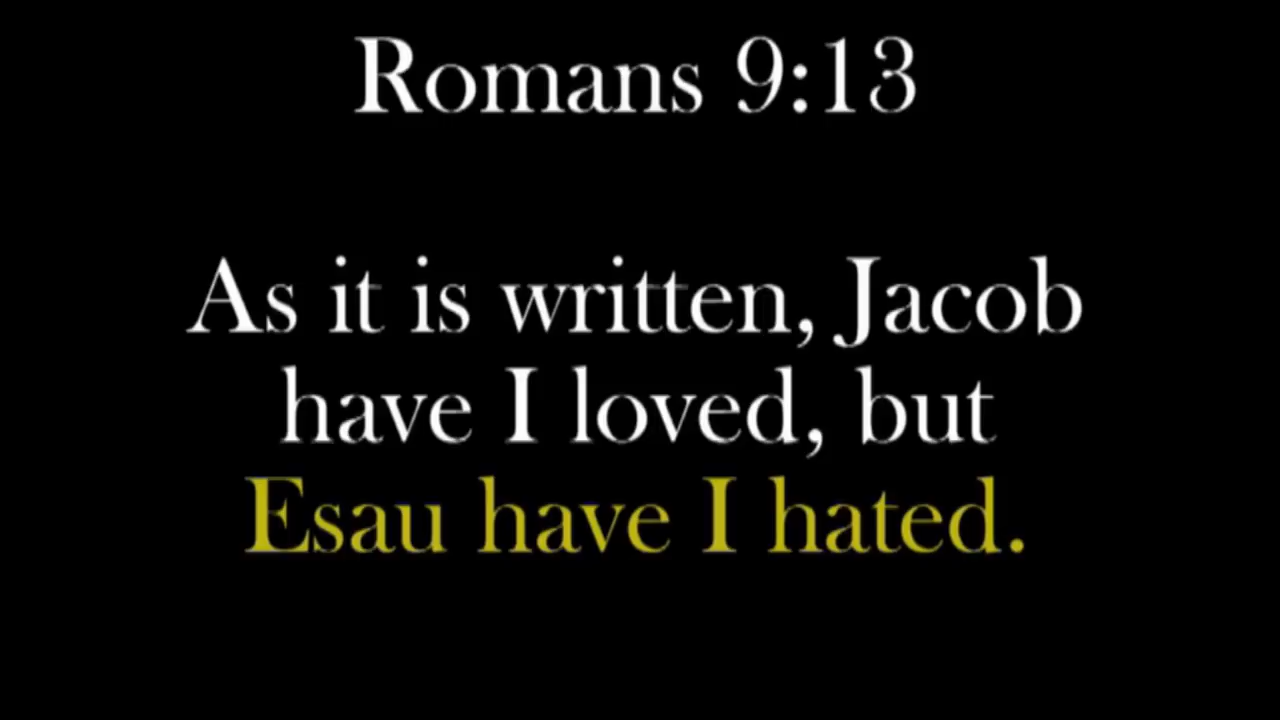 Romans 9:13
As it is written, Jacob
have I loved, but
Esau have I hated.